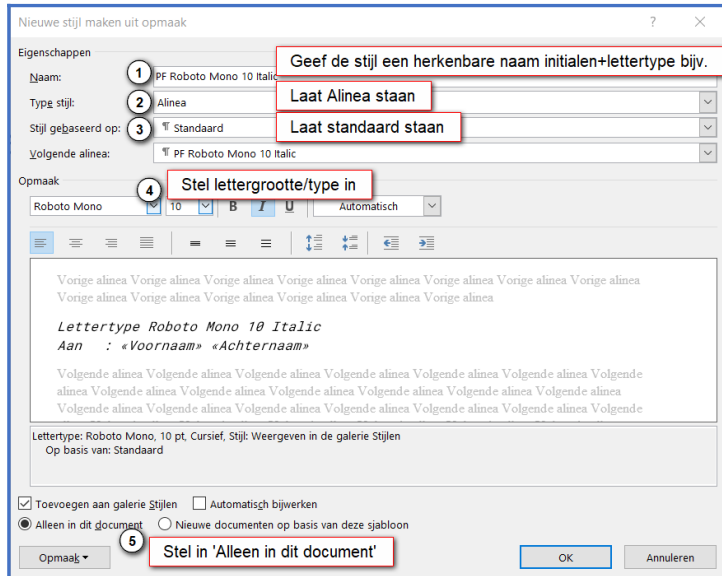 Nieuwe stijl maken uit opmaak ? ×
Eigenschappen
Geef de stijl een herkenbare naam initialen+lettertype bijv.
Naam: 1 PF Roboto Mono 10 Italic
Type stijl: 2 Alinea Laat Alinea staan
Stijl gebaseerd op: 3 ¶ Standaard Laat standaard staan
Volgende alinea: ¶ PF Roboto Mono 10 Italic
Opmaak
4 Stel lettergrootte/type in
Roboto Mono 10 B I U Automatisch
Vorige alinea Vorige alinea Vorige alinea Vorige alinea Vorige alinea Vorige alinea Vorige alinea Vorige alinea
Vorige alinea Vorige alinea Vorige alinea Vorige alinea Vorige alinea Vorige alinea
Lettertype Roboto Mono 10 Italic
Aan : «Voornaam» «Achternaam»
Volgende alinea Volgende alinea Volgende alinea Volgende alinea Volgende alinea Volgende alinea Volgende
alinea Volgende alinea Volgende alinea Volgende alinea Volgende alinea Volgende alinea Volgende alinea
Volgende alinea Volgende alinea Volgende alinea Volgende alinea Volgende alinea Volgende alinea Volgende
Lettertype: Roboto Mono, 10 pt, Cursief, Stijl: Weergeven in de galerie Stijlen
Op basis van: Standaard
Toevoegen aan galerie Stijlen Automatisch bijwerken
Alleen in dit document Nieuwe documenten op basis van deze sjabloon
5 Stel in 'Alleen in dit document'
Opmaak OK Annuleren